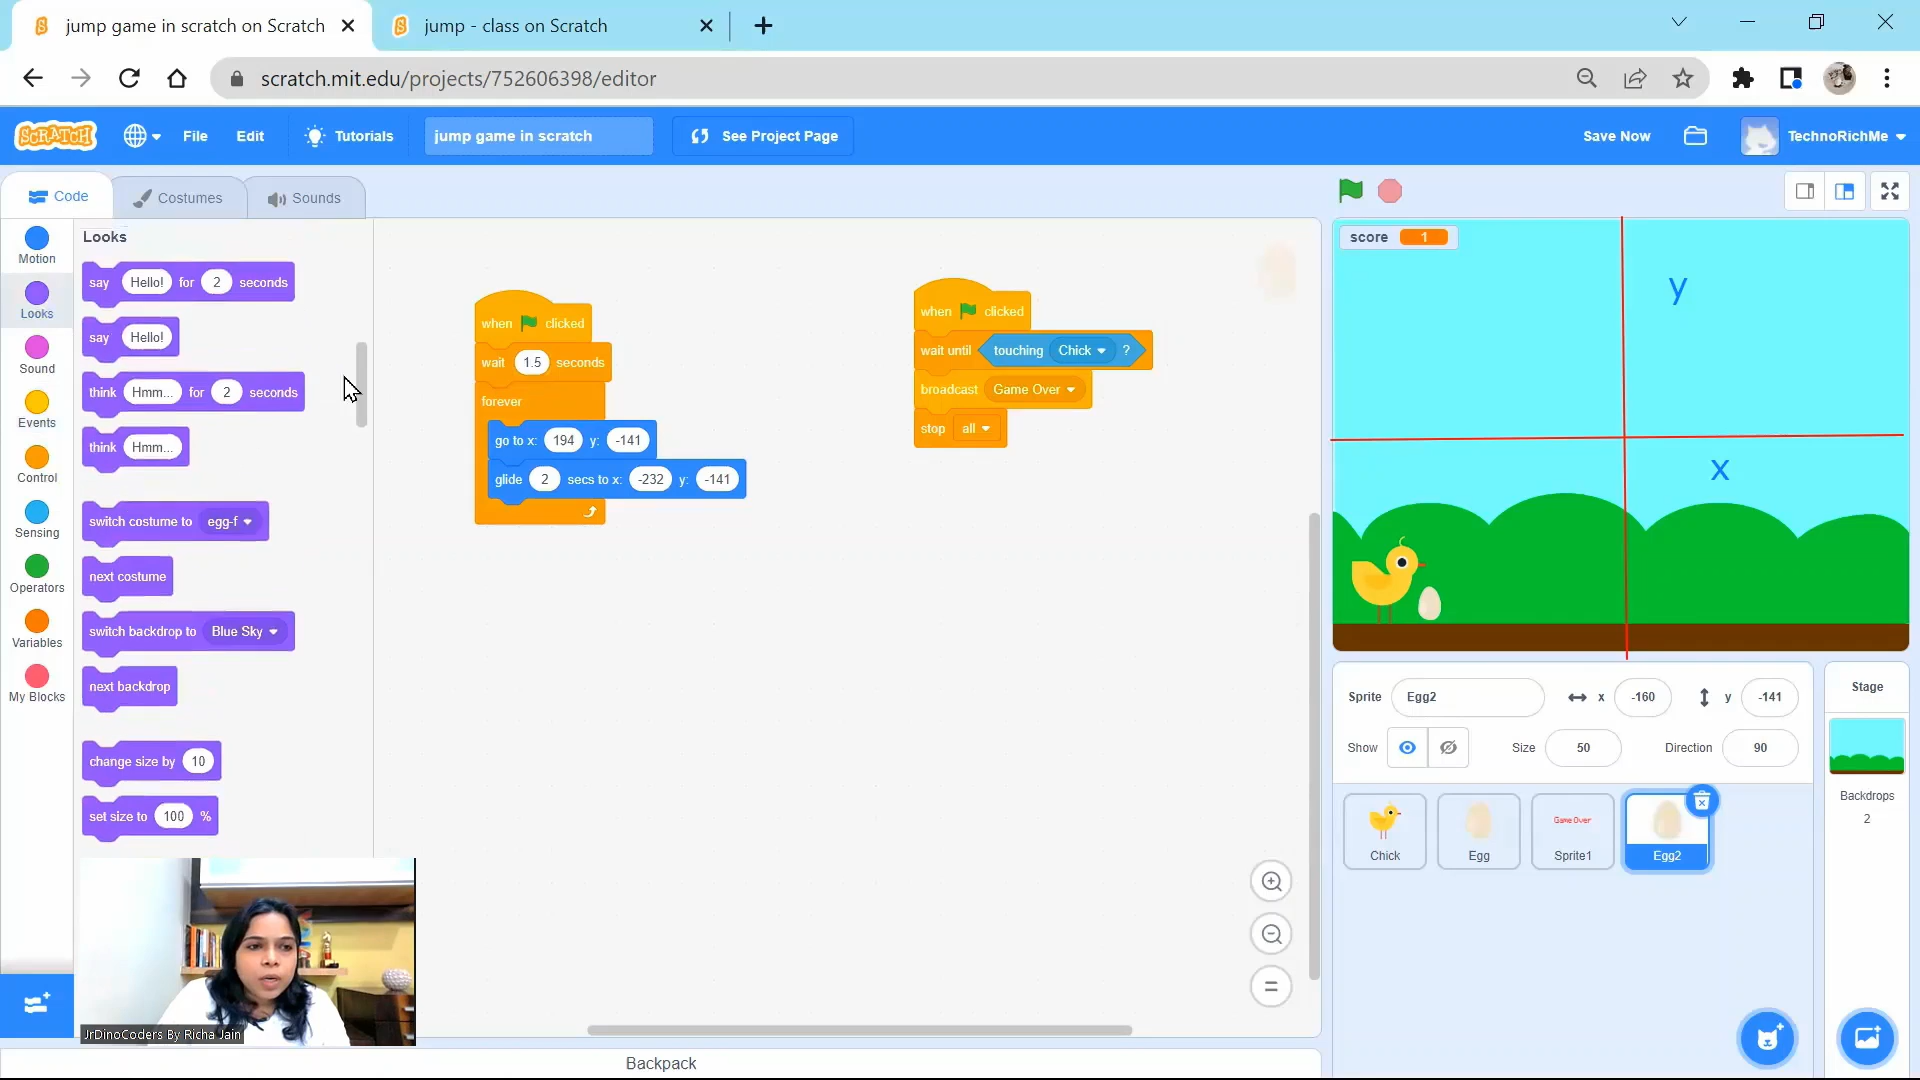 jump game in scratch on Scratch
jump - class on Scratch
scratch.mit.edu/projects/752606398/editor
SCRATCH
File
Edit
Tutorials
jump game in scratch
See Project Page
Save Now
TechnoRichMe
Code
Costumes
Sounds
Motion
Looks
Sound
Events
Control
Sensing
Operators
Variables
My Blocks
Looks
say Hello! for 2 seconds
say Hello!
think Hmm... for 2 seconds
think Hmm...
switch costume to egg-f
next costume
switch backdrop to Blue Sky
next backdrop
change size by 10
set size to 100 %
when clicked
wait 1.5 seconds
forever
go to x: 194 y: -141
glide 2 secs to x: -232 y: -141
when clicked
wait until touching Chick ?
broadcast Game Over
stop all
score 1
y
x
Sprite Egg2 x -160 y -141
Show Size 50 Direction 90
Chick
Egg
Game Over
Sprite1
Egg2
Stage
Backdrops
2
JrDinoCoders By Richa Jain
Backpack